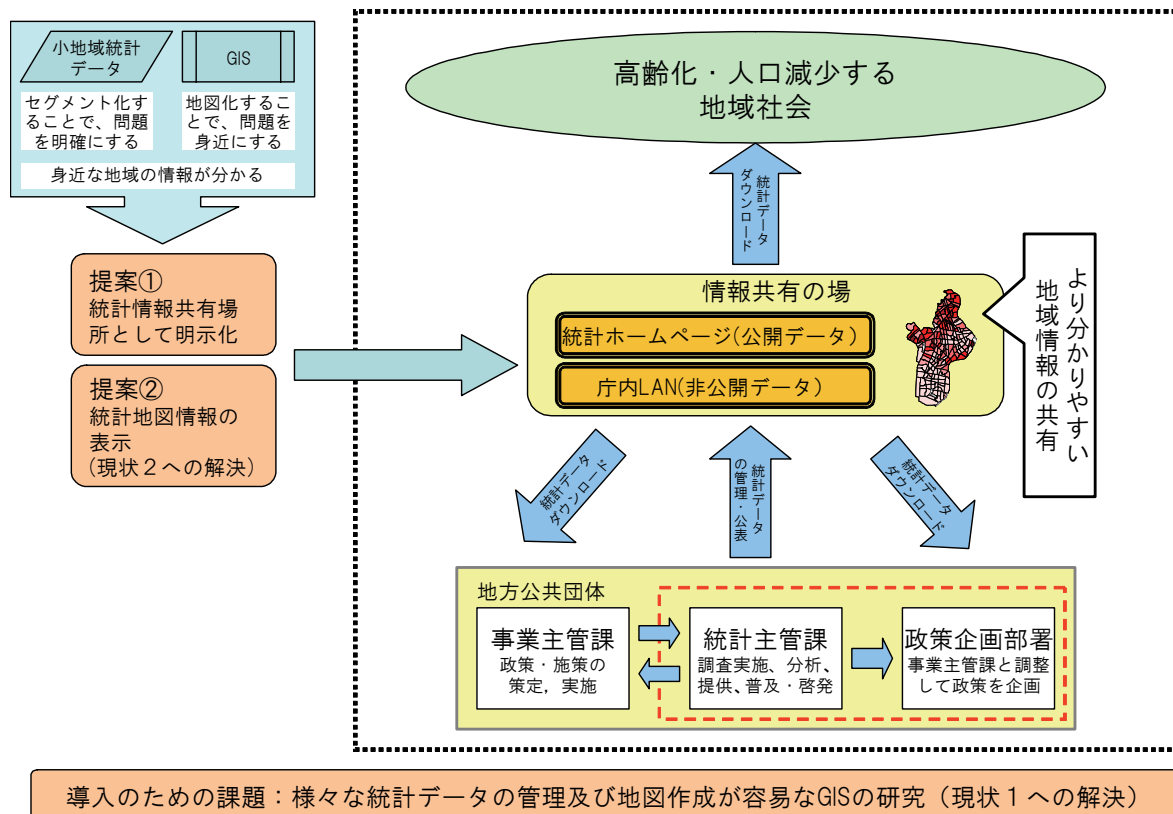 小地域統計
データ
GIS
セグメント化す
ることで、問題
を明確にする
地図化するこ
とで、問題を
身近にする
身近な地域の情報が分かる
提案①
統計情報共有場
所として明示化
提案②
統計地図情報の
表示
(現状２への解決)
高齢化・人口減少する
地域社会
統計データ
ダウンロード
情報共有の場
統計ホームページ(公開データ)
庁内LAN(非公開データ)
より分かりやすい
地域情報の共有
統計データ
ダウンロード
統計データ
の管理・公表
統計データ
ダウンロード
地方公共団体
事業主管課
政策・施策の
策定，実施
統計主管課
調査実施、分析、
提供、普及・啓発
政策企画部署
事業主管課と調整
して政策を企画
導入のための課題：様々な統計データの管理及び地図作成が容易なGISの研究（現状１への解決）